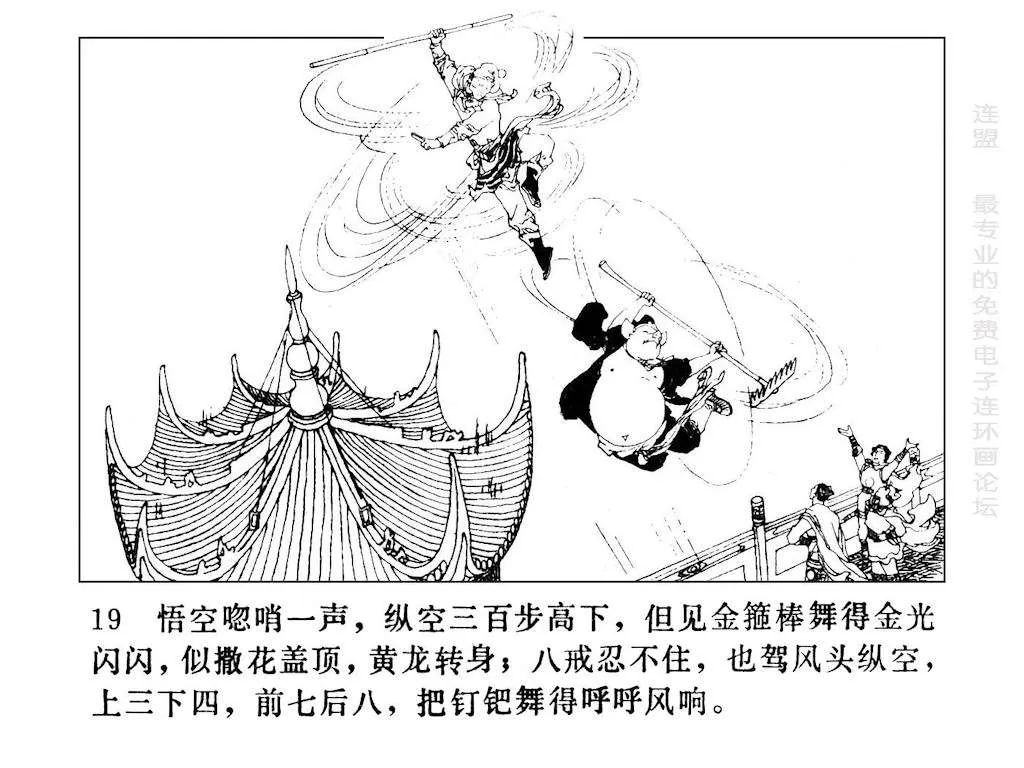 19 悟空唿哨一声，纵空三百步高下，但见金箍棒舞得金光
闪闪，似撒花盖顶，黄龙转身；八戒忍不住，也驾风头纵空，
上三下四，前七后八，把钉钯舞得呼呼风响。
连盟 最专业的免费电子连环画论坛